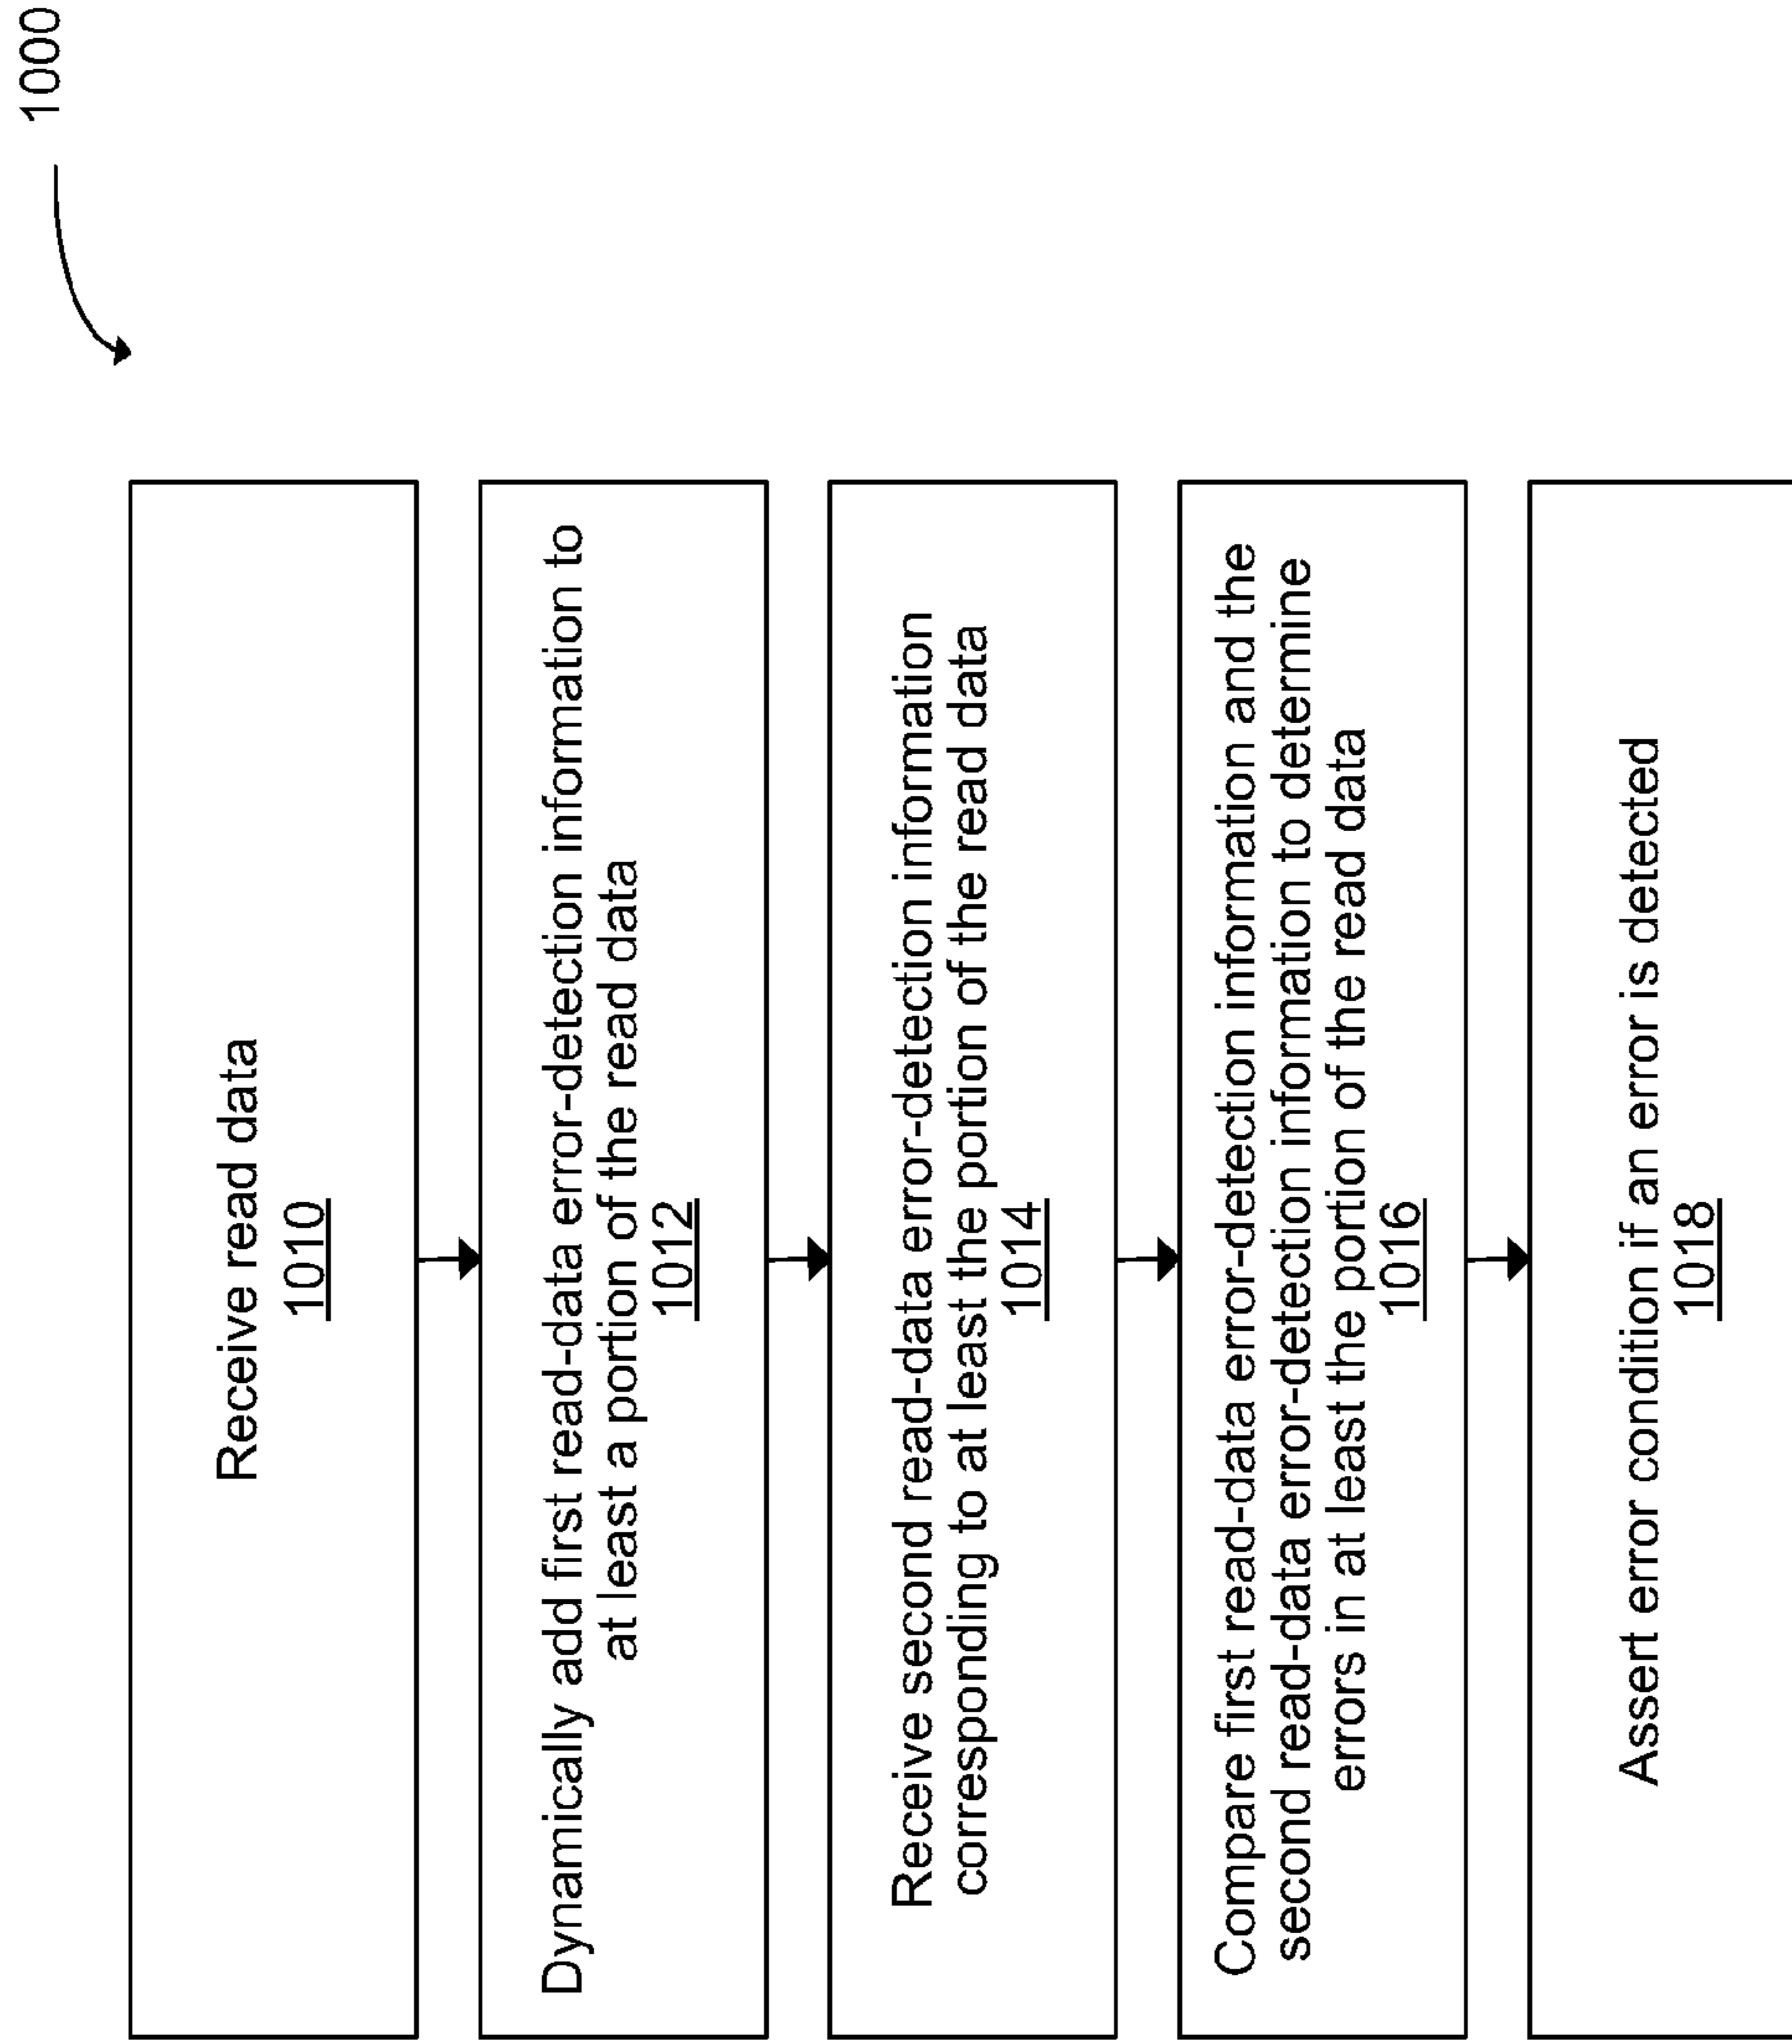 1000
Receive read data
1010
Dynamically add first read-data error-detection information to
at least a portion of the read data
1012
Receive second read-data error-detection information
corresponding to at least the portion of the read data
1014
Compare first read-data error-detection information and the
second read-data error-detection information to determine
errors in at least the portion of the read data
1016
Assert error condition if an error is detected
1018